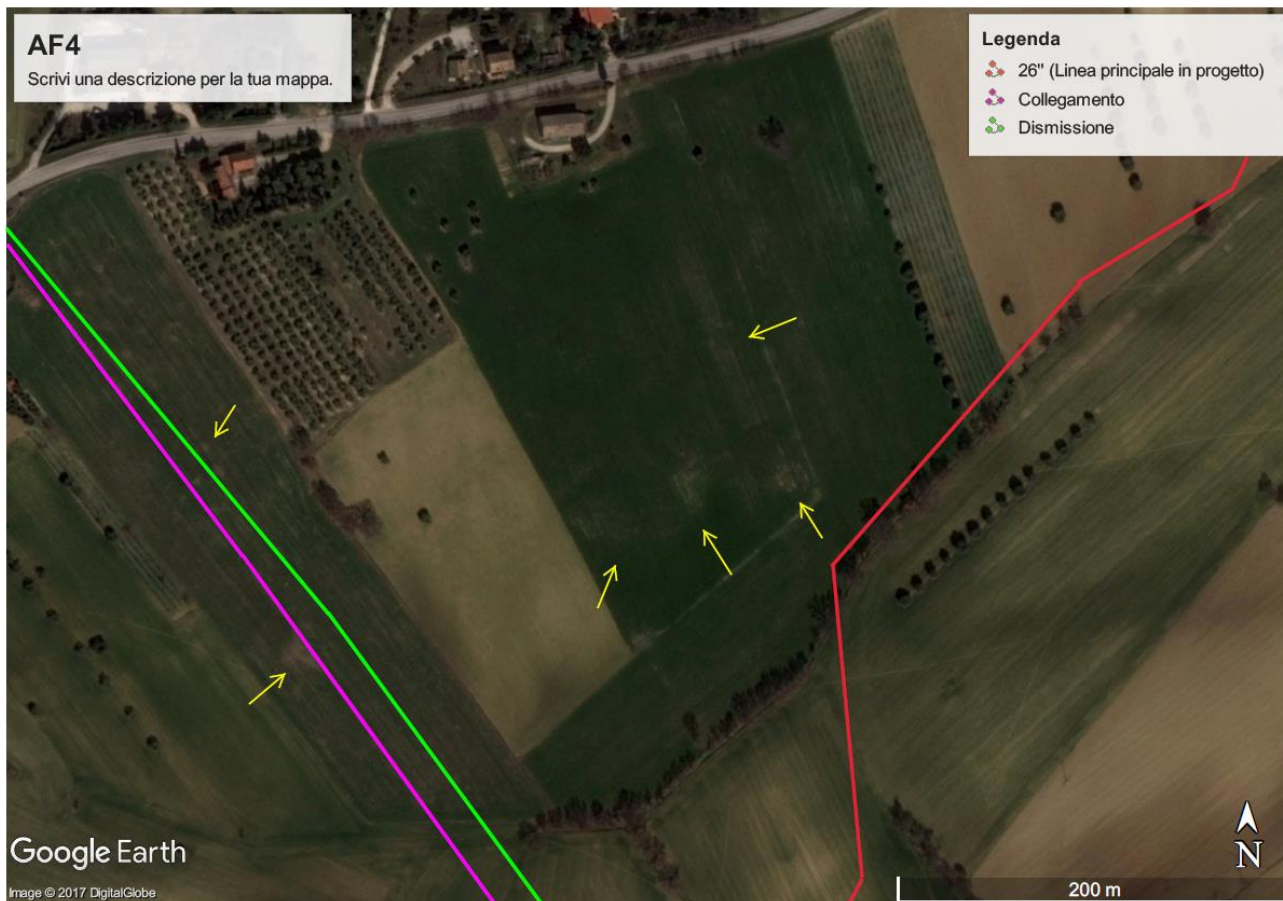 AF4
Scrivi una descrizione per la tua mappa.
Legenda
26" (Linea principale in progetto)
Collegamento
Dismissione
Google Earth
Image © 2017 DigitalGlobe
N
200 m